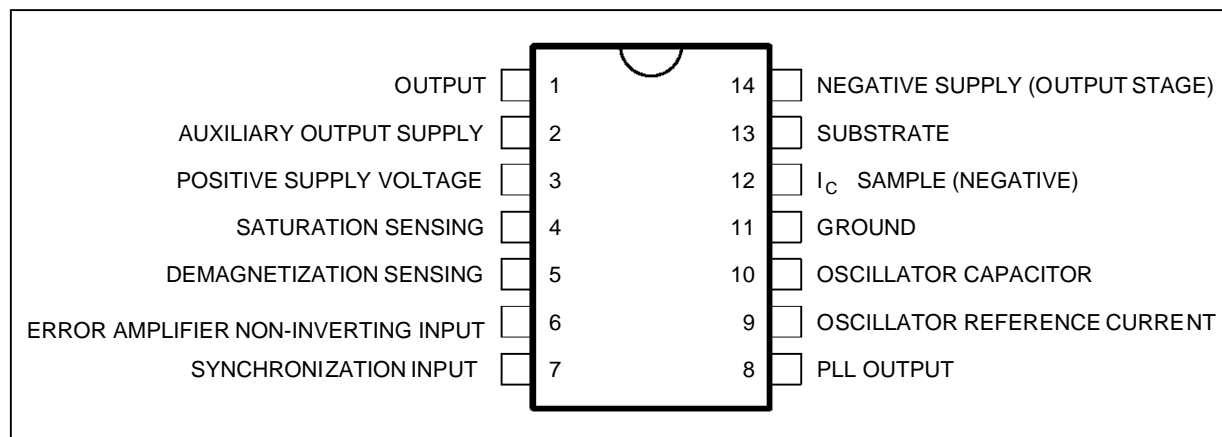 OUTPUT 1 14 NEGATIVE SUPPLY (OUTPUT STAGE)
AUXILIARY OUTPUT SUPPLY 2 13 SUBSTRATE
POSITIVE SUPPLY VOLTAGE 3 12 IC SAMPLE (NEGATIVE)
SATURATION SENSING 4 11 GROUND
DEMAGNETIZATION SENSING 5 10 OSCILLATOR CAPACITOR
ERROR AMPLIFIER NON-INVERTING INPUT 6 9 OSCILLATOR REFERENCE CURRENT
SYNCHRONIZATION INPUT 7 8 PLL OUTPUT